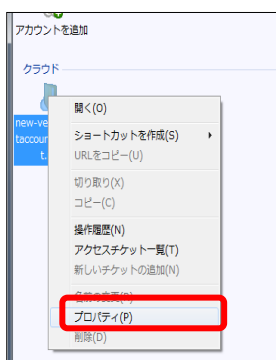 アカウントを追加
クラウド
new-ve
taccour
t.
開く(O)
ショートカットを作成(S)
URLをコピー(U)
切り取り(X)
コピー(C)
操作履歴(N)
アクセスチケット一覧(T)
新しいチケットの追加(N)
プロパティ(P)
削除(D)